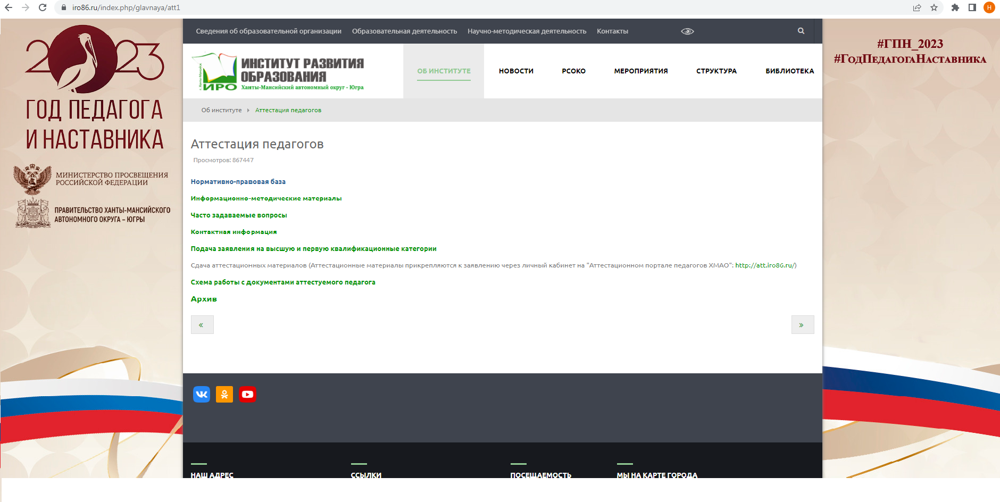 iro86.ru/index.php/glavnaya/att1
Н
2023
ГОД ПЕДАГОГА
И НАСТАВНИКА
МИНИСТЕРСТВО ПРОСВЕЩЕНИЯ
РОССИЙСКОЙ ФЕДЕРАЦИИ
ПРАВИТЕЛЬСТВО ХАНТЫ-МАНСИЙСКОГО
АВТОНОМНОГО ОКРУГА – ЮГРЫ
Сведения об образовательной организации Образовательная деятельность Научно-методическая деятельность Контакты
г. Ханты-Мансийск
ИРО
ИНСТИТУТ РАЗВИТИЯ
ОБРАЗОВАНИЯ
Ханты-Мансийский автономный округ - Югра
ОБ ИНСТИТУТЕ НОВОСТИ РСОКО МЕРОПРИЯТИЯ СТРУКТУРА БИБЛИОТЕКА
Об институте Аттестация педагогов
Аттестация педагогов
Просмотров: 867447
Нормативно-правовая база
Информационно-методические материалы
Часто задаваемые вопросы
Контактная информация
Подача заявления на высшую и первую квалификационные категории
Сдача аттестационных материалов (Аттестационные материалы прикрепляются к заявлению через личный кабинет на "Аттестационном портале педагогов ХМАО": http://att.iro86.ru/)
Схема работы с документами аттестуемого педагога
Архив
« »
НАШ АДРЕС ССЫЛКИ ПОСЕЩАЕМОСТЬ МЫ НА КАРТЕ ГОРОДА
#ГПН_2023
#ГодПедагогаНаставника